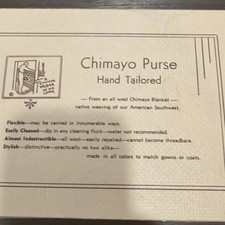 Chimayo Purse
Hand Tailored
— From an all wool Chimayo Blanket —
native weaving of our American Southwest.
Flexible—may be carried in innumerable ways.
Easily Cleaned—dip in any cleaning fluid—water not recommended.
Almost Indestructible—all wool—easily repaired—cannot become threadbare.
Stylish—distinctive—practically no two alike—
made in all colors to match gowns or coats.